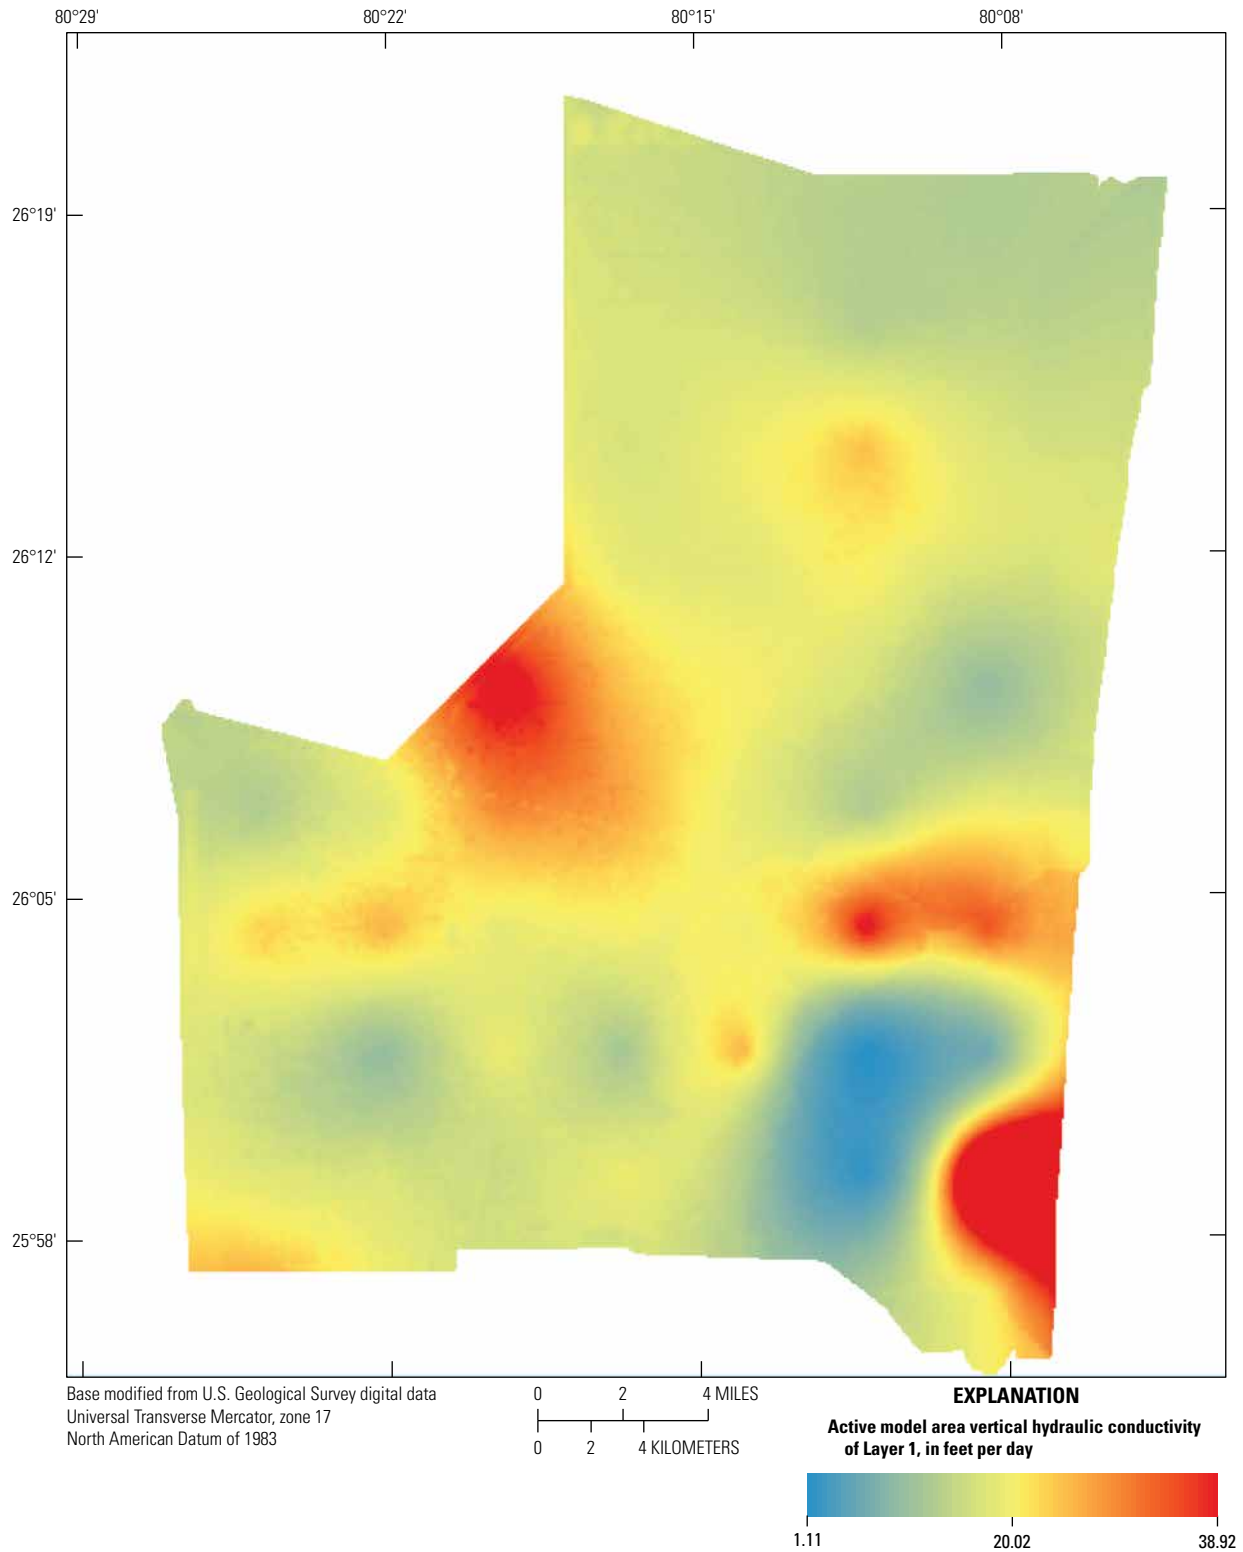 80°29' 80°22' 80°15' 80°08'
26°19'
26°12'
26°05'
25°58'
Base modified from U.S. Geological Survey digital data
Universal Transverse Mercator, zone 17
North American Datum of 1983
0 2 4 MILES
0 2 4 KILOMETERS
EXPLANATION
Active model area vertical hydraulic conductivity
of Layer 1, in feet per day
1.11 20.02 38.92